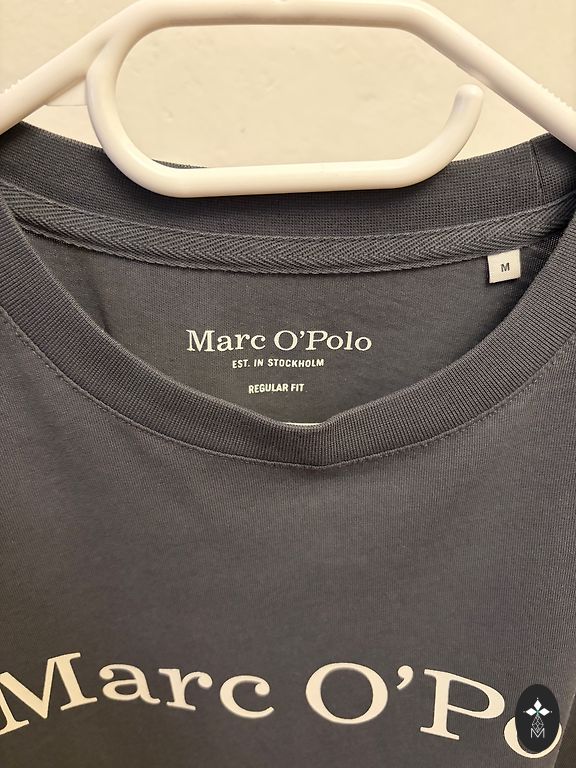 M
Marc O'Polo
EST. IN STOCKHOLM
REGULAR FIT
Marc O'Po